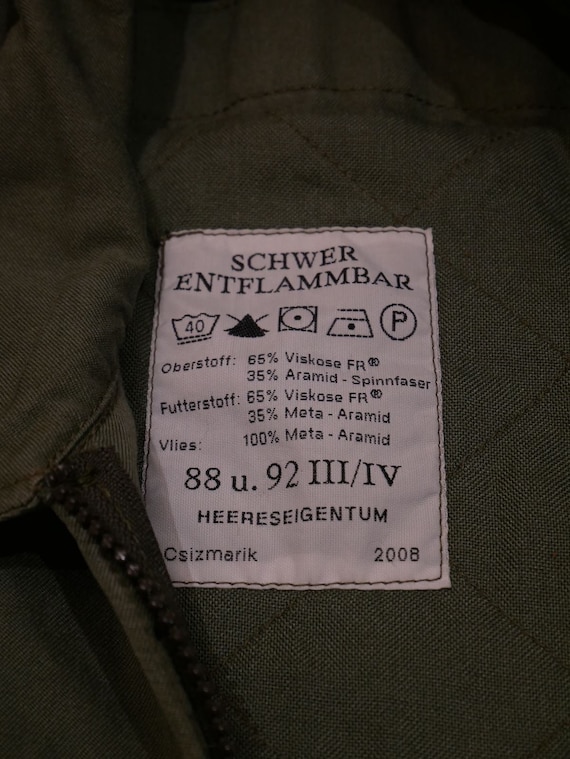 SCHWER
ENTFLAMMBAR
40 P
Oberstoff: 65% Viskose FR®
35% Aramid - Spinnfaser
Futterstoff: 65% Viskose FR®
35% Meta - Aramid
Vlies: 100% Meta - Aramid
88 u. 92 III/IV
HEERESEIGENTUM
Csizmarik 2008